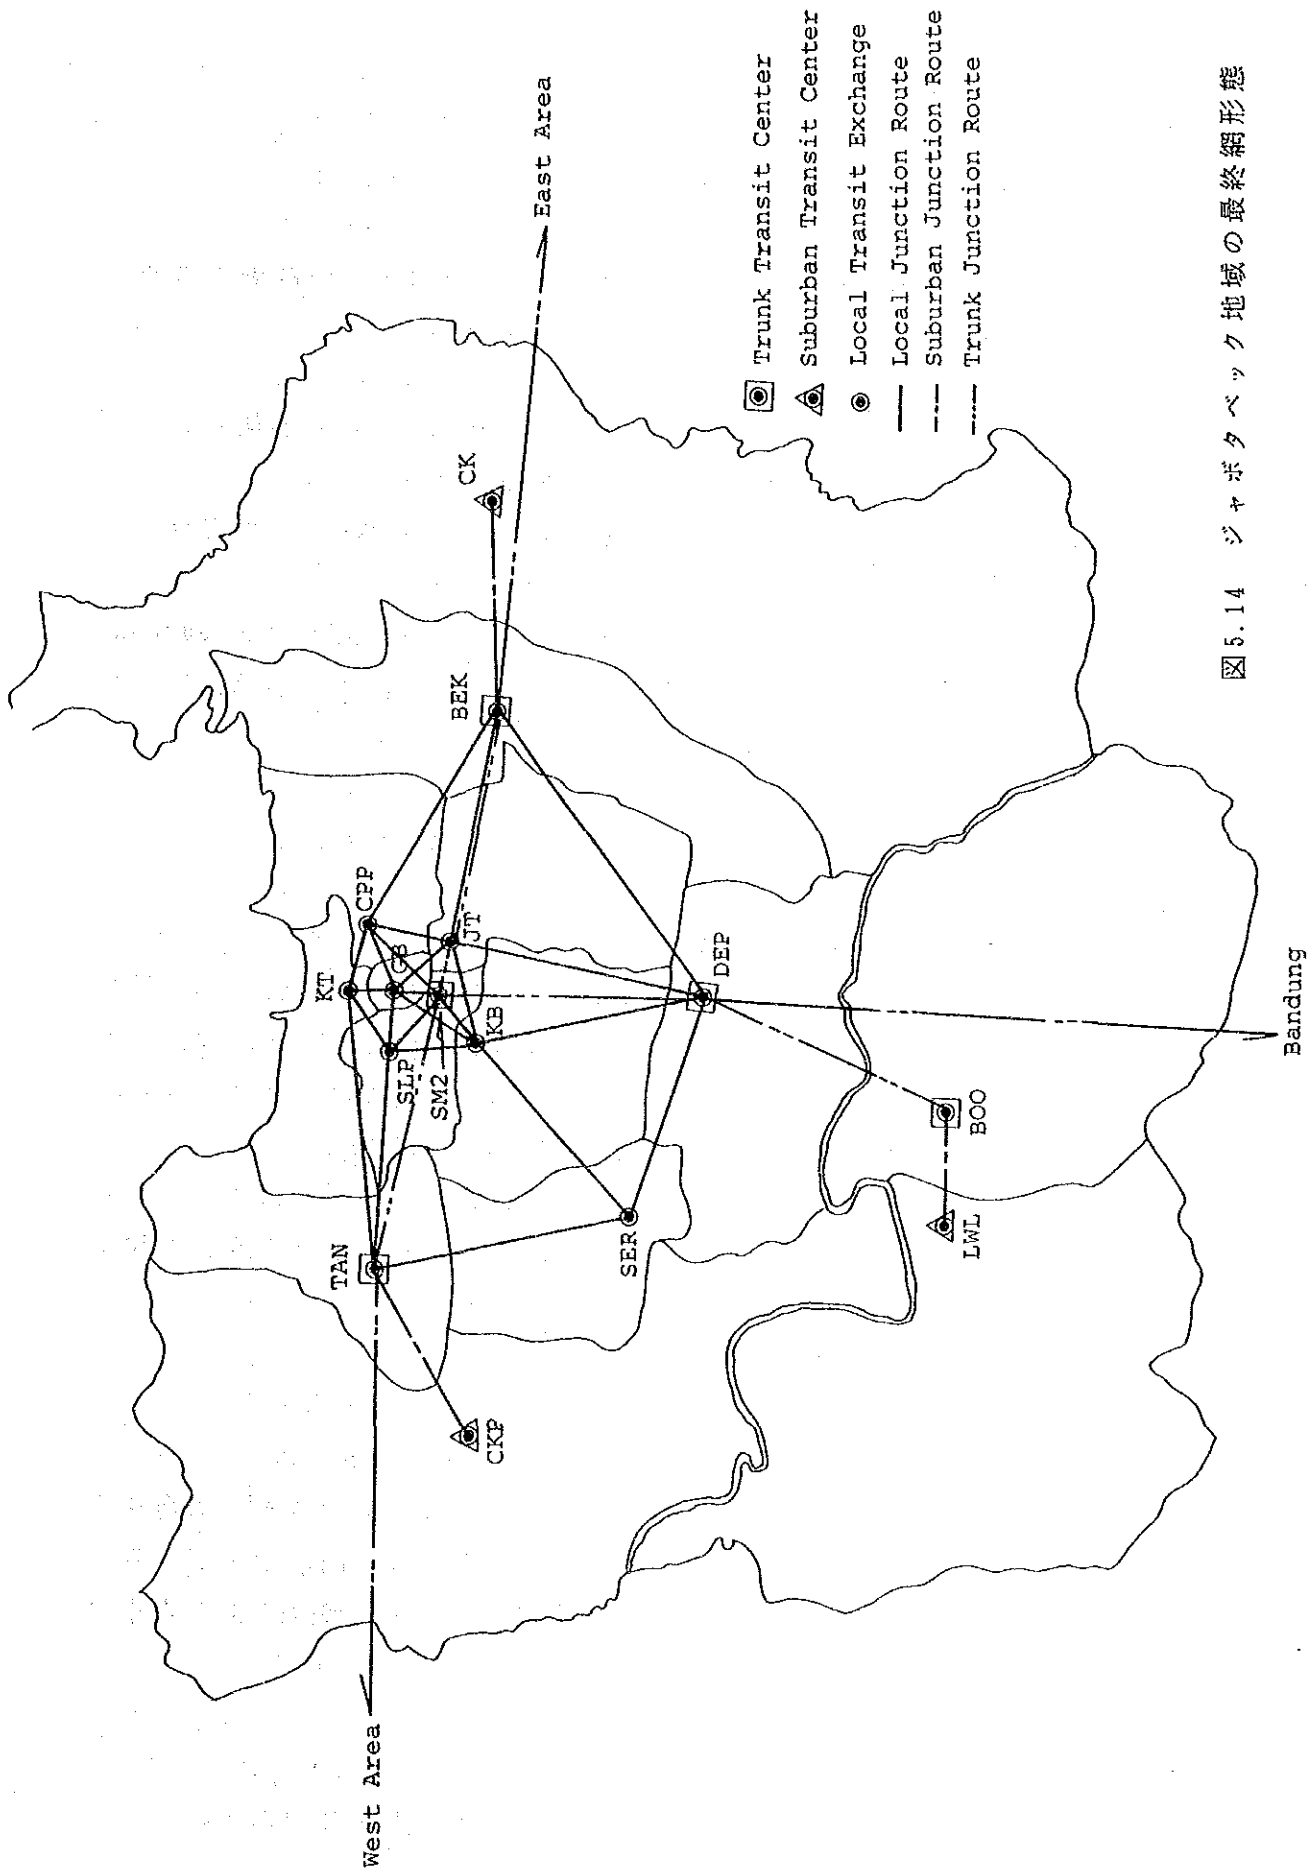 West Area
East Area
Bandung
TAN
CKP
SER
KT
CPP
GB
SLP
SM2
KB
JT
BEK
CK
DEP
BOO
LWL
Trunk Transit Center
Suburban Transit Center
Local Transit Exchange
Local Junction Route
Suburban Junction Route
Trunk Junction Route
図5.14 ジャボタベック地域の最終網形態